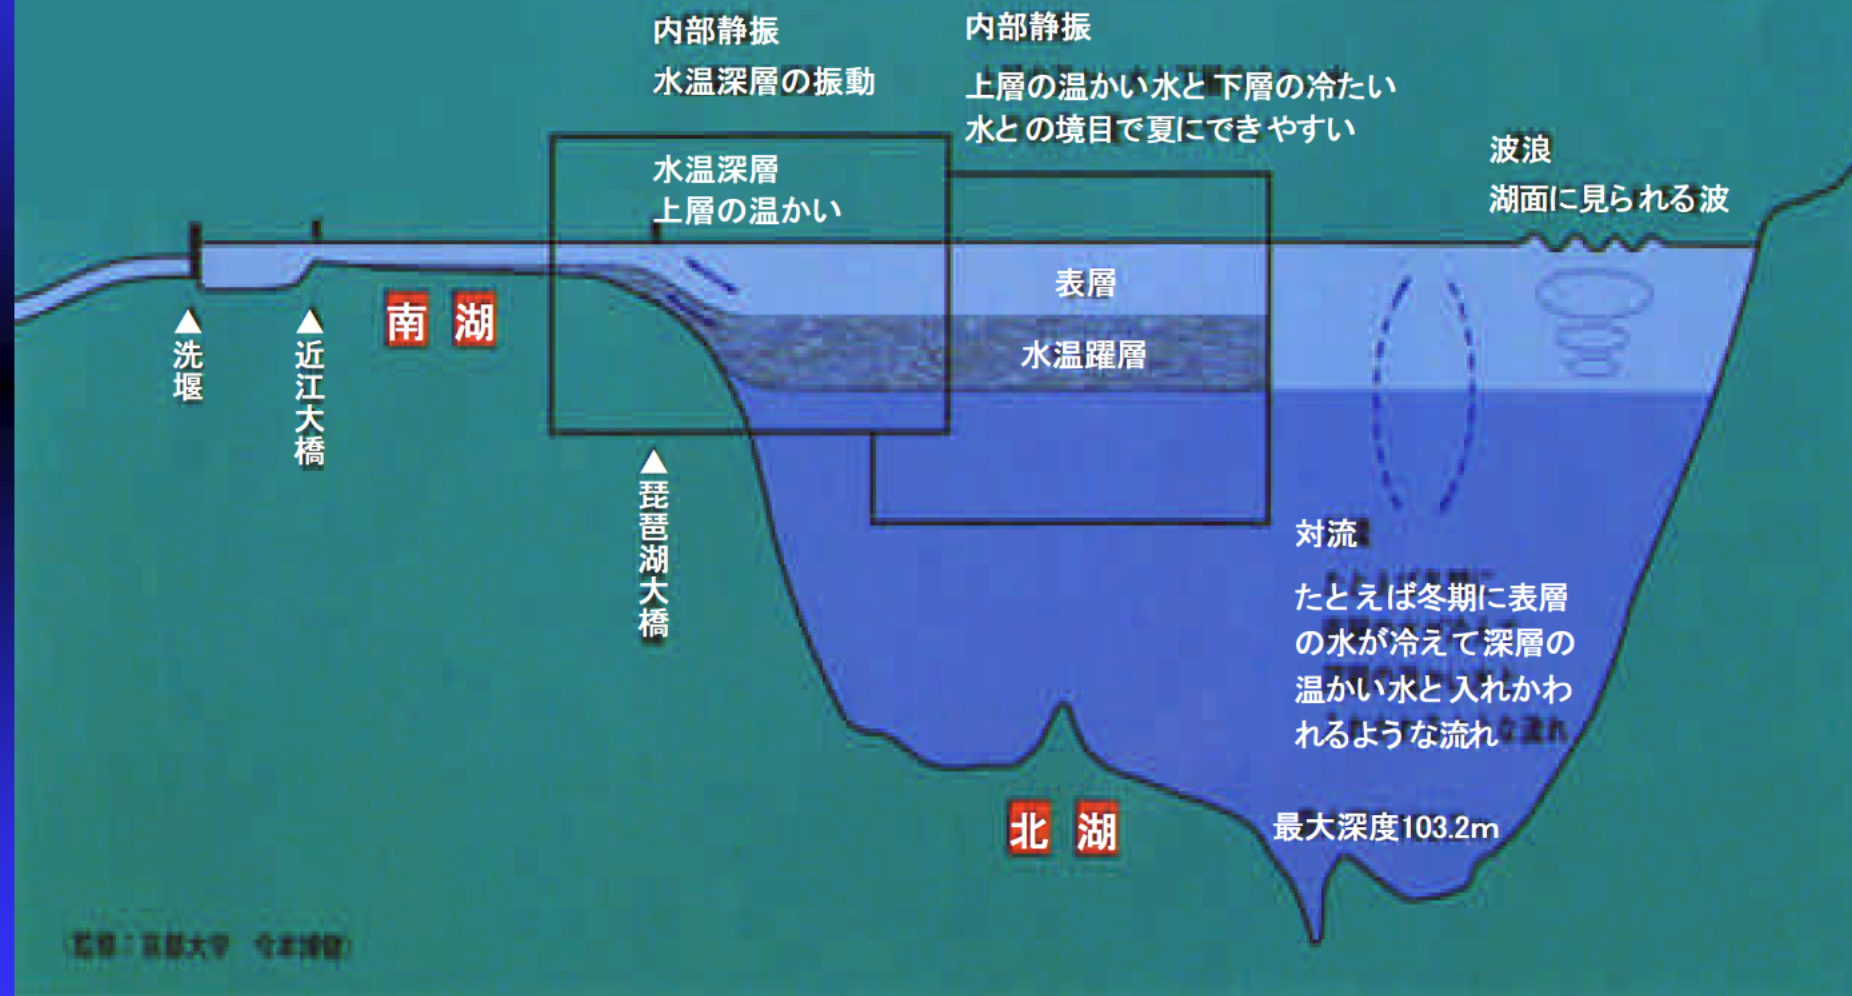 内部静振
水温深層の振動
内部静振
上層の温かい水と下層の冷たい
水との境目で夏にできやすい
波浪
湖面に見られる波
水温深層
上層の温かい
表層
水温躍層
南湖
洗堰
近江大橋
琵琶湖大橋
対流
たとえば冬期に表層
の水が冷えて深層の
温かい水と入れかわ
れるような流れ
北湖
最大深度103.2m